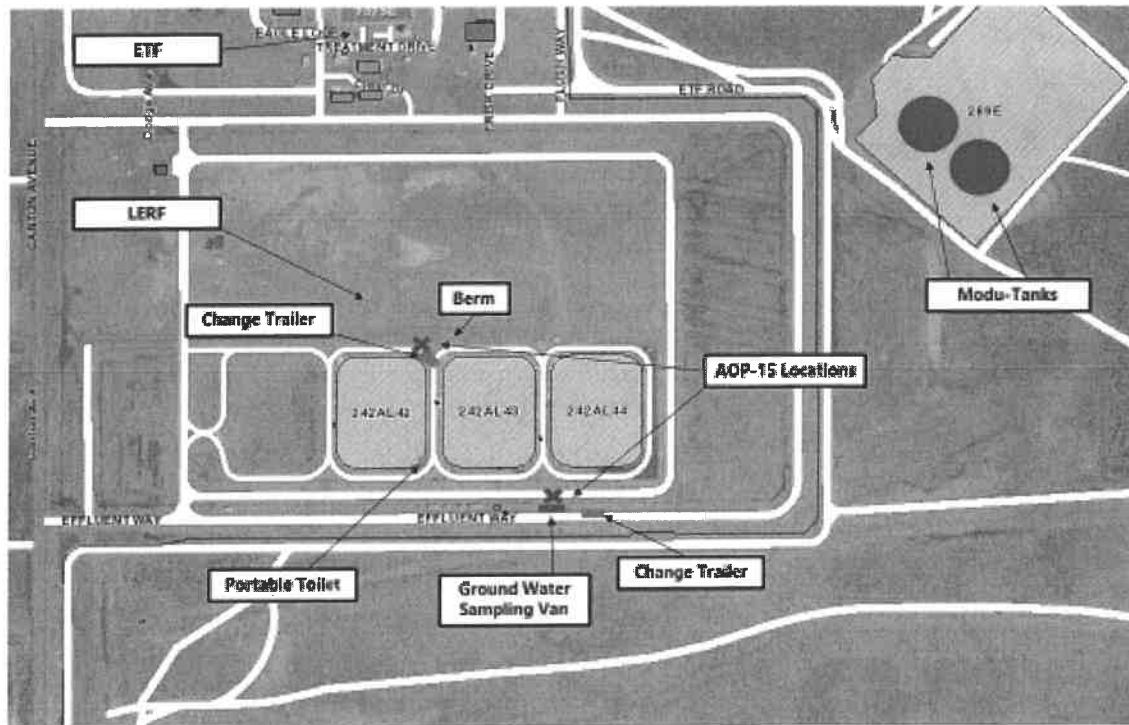 ETF
TREATMENT DRIVE
ETF ROAD
289E
CANTON AVENUE
LERF
Berm
Change Trailer
Modu-Tanks
AOP-15 Locations
242AL42
242AL43
242AL44
EFFLUENT WAY
EFFLUENT WAY
Portable Toilet
Ground Water
Sampling Van
Change Trailer